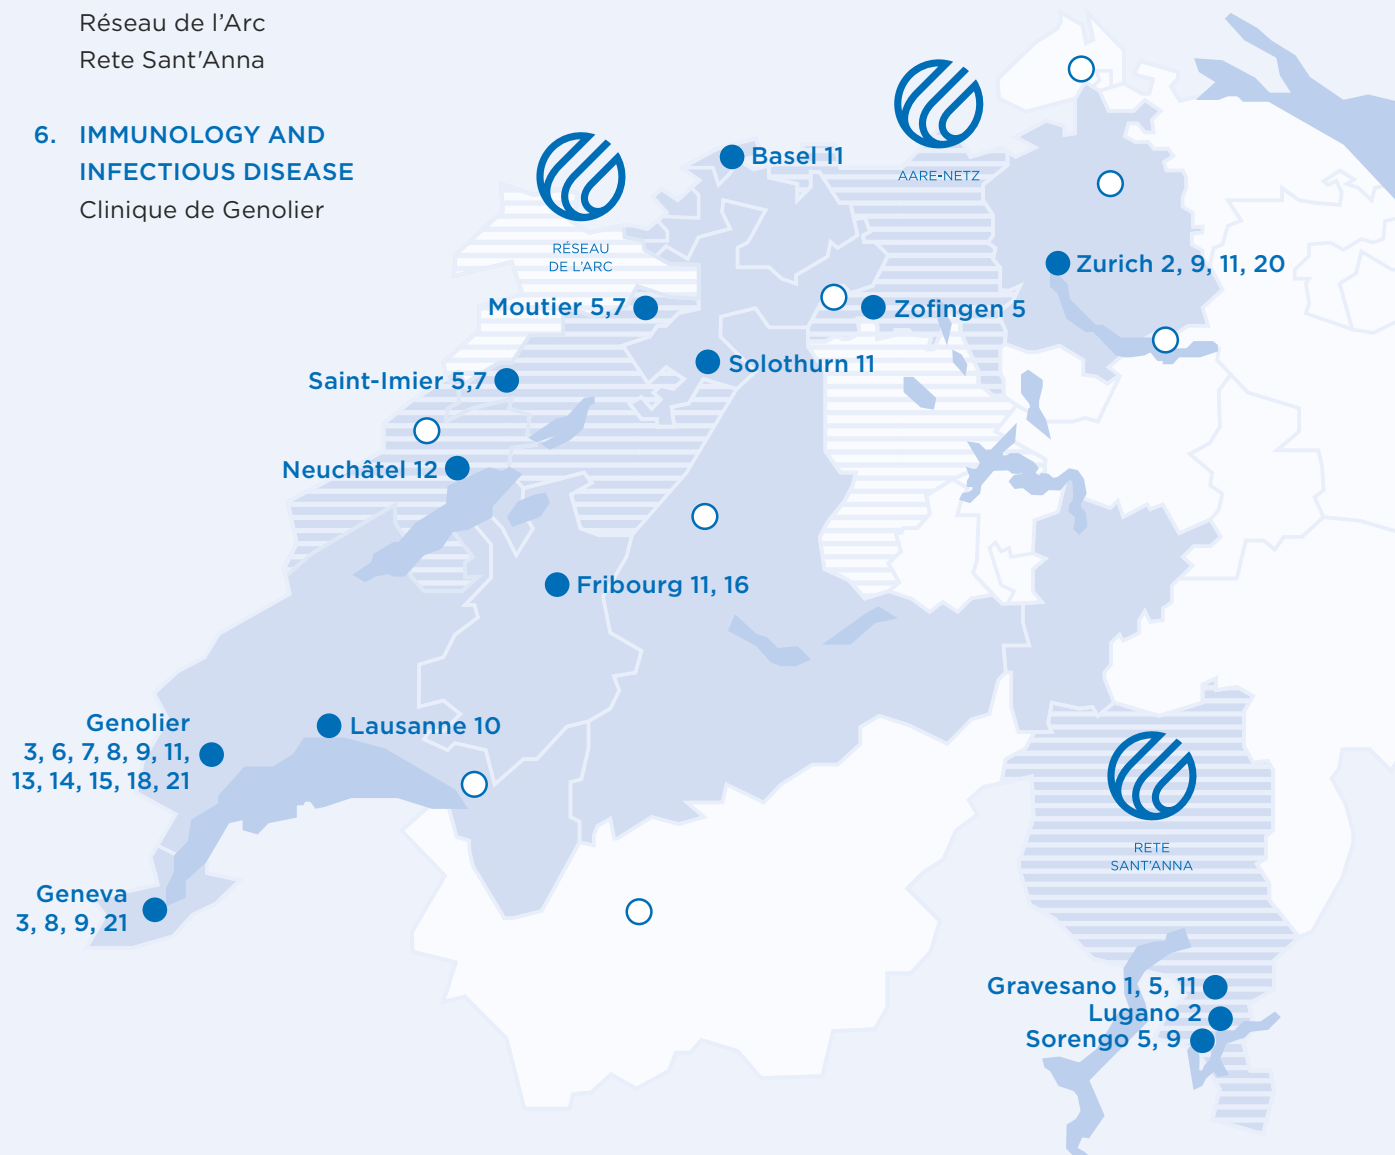 Réseau de l’Arc
Rete Sant'Anna
6. IMMUNOLOGY AND
INFECTIOUS DISEASE
Clinique de Genolier
RÉSEAU
DE L’ARC
AARE-NETZ
Basel 11
Zurich 2, 9, 11, 20
Moutier 5,7
Zofingen 5
Solothurn 11
Saint-Imier 5,7
Neuchâtel 12
Fribourg 11, 16
Genolier
3, 6, 7, 8, 9, 11,
13, 14, 15, 18, 21
Lausanne 10
RETE
SANT’ANNA
Geneva
3, 8, 9, 21
Gravesano 1, 5, 11
Lugano 2
Sorengo 5, 9